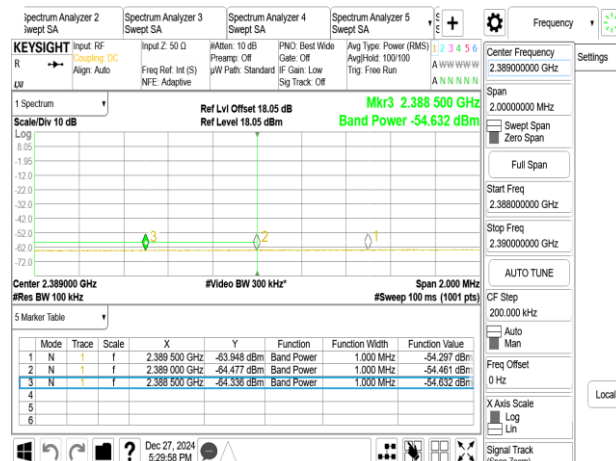 Spectrum Analyzer 2
Swept SA
Spectrum Analyzer 3
Swept SA
Spectrum Analyzer 4
Swept SA
Spectrum Analyzer 5
Swept SA
Frequency
KEYSIGHT
R
Input: RF
Coupling: DC
Align: Auto
Input Z: 50 Ω
Freq Ref: Int (S)
NFE: Adaptive
#Atten: 10 dB
Preamp: Off
µW Path: Standard
PNO: Best Wide
Gate: Off
IF Gain: Low
Sig Track: Off
Avg Type: Power (RMS)
Avg|Hold: 100/100
Trig: Free Run
1 2 3 4 5 6
A W W W W W
A N N N N N
1 Spectrum
Scale/Div 10 dB
Ref Lvl Offset 18.05 dB
Ref Level 18.05 dBm
Mkr3 2.388 500 GHz
Band Power -54.632 dBm
Log
8.05
-1.95
-12.0
-22.0
-32.0
-42.0
-52.0
-62.0
-72.0
3
2
1
Center 2.389000 GHz
#Res BW 100 kHz
#Video BW 300 kHz*
Span 2.000 MHz
#Sweep 100 ms (1001 pts)
5 Marker Table
Mode Trace Scale X Y Function Function Width Function Value
1 N 1 f 2.389 500 GHz -63.948 dBm Band Power 1.000 MHz -54.297 dBm
2 N 1 f 2.389 000 GHz -64.477 dBm Band Power 1.000 MHz -54.461 dBm
3 N 1 f 2.388 500 GHz -64.336 dBm Band Power 1.000 MHz -54.632 dBm
4
5
6
?
Dec 27, 2024
5:29:58 PM
Center Frequency
2.389000000 GHz
Span
2.00000000 MHz
Swept Span
Zero Span
Full Span
Start Freq
2.388000000 GHz
Stop Freq
2.390000000 GHz
AUTO TUNE
CF Step
200.000 kHz
Auto
Man
Freq Offset
0 Hz
X Axis Scale
Log
Lin
Signal Track
(Span Zoom)
Settings
Local